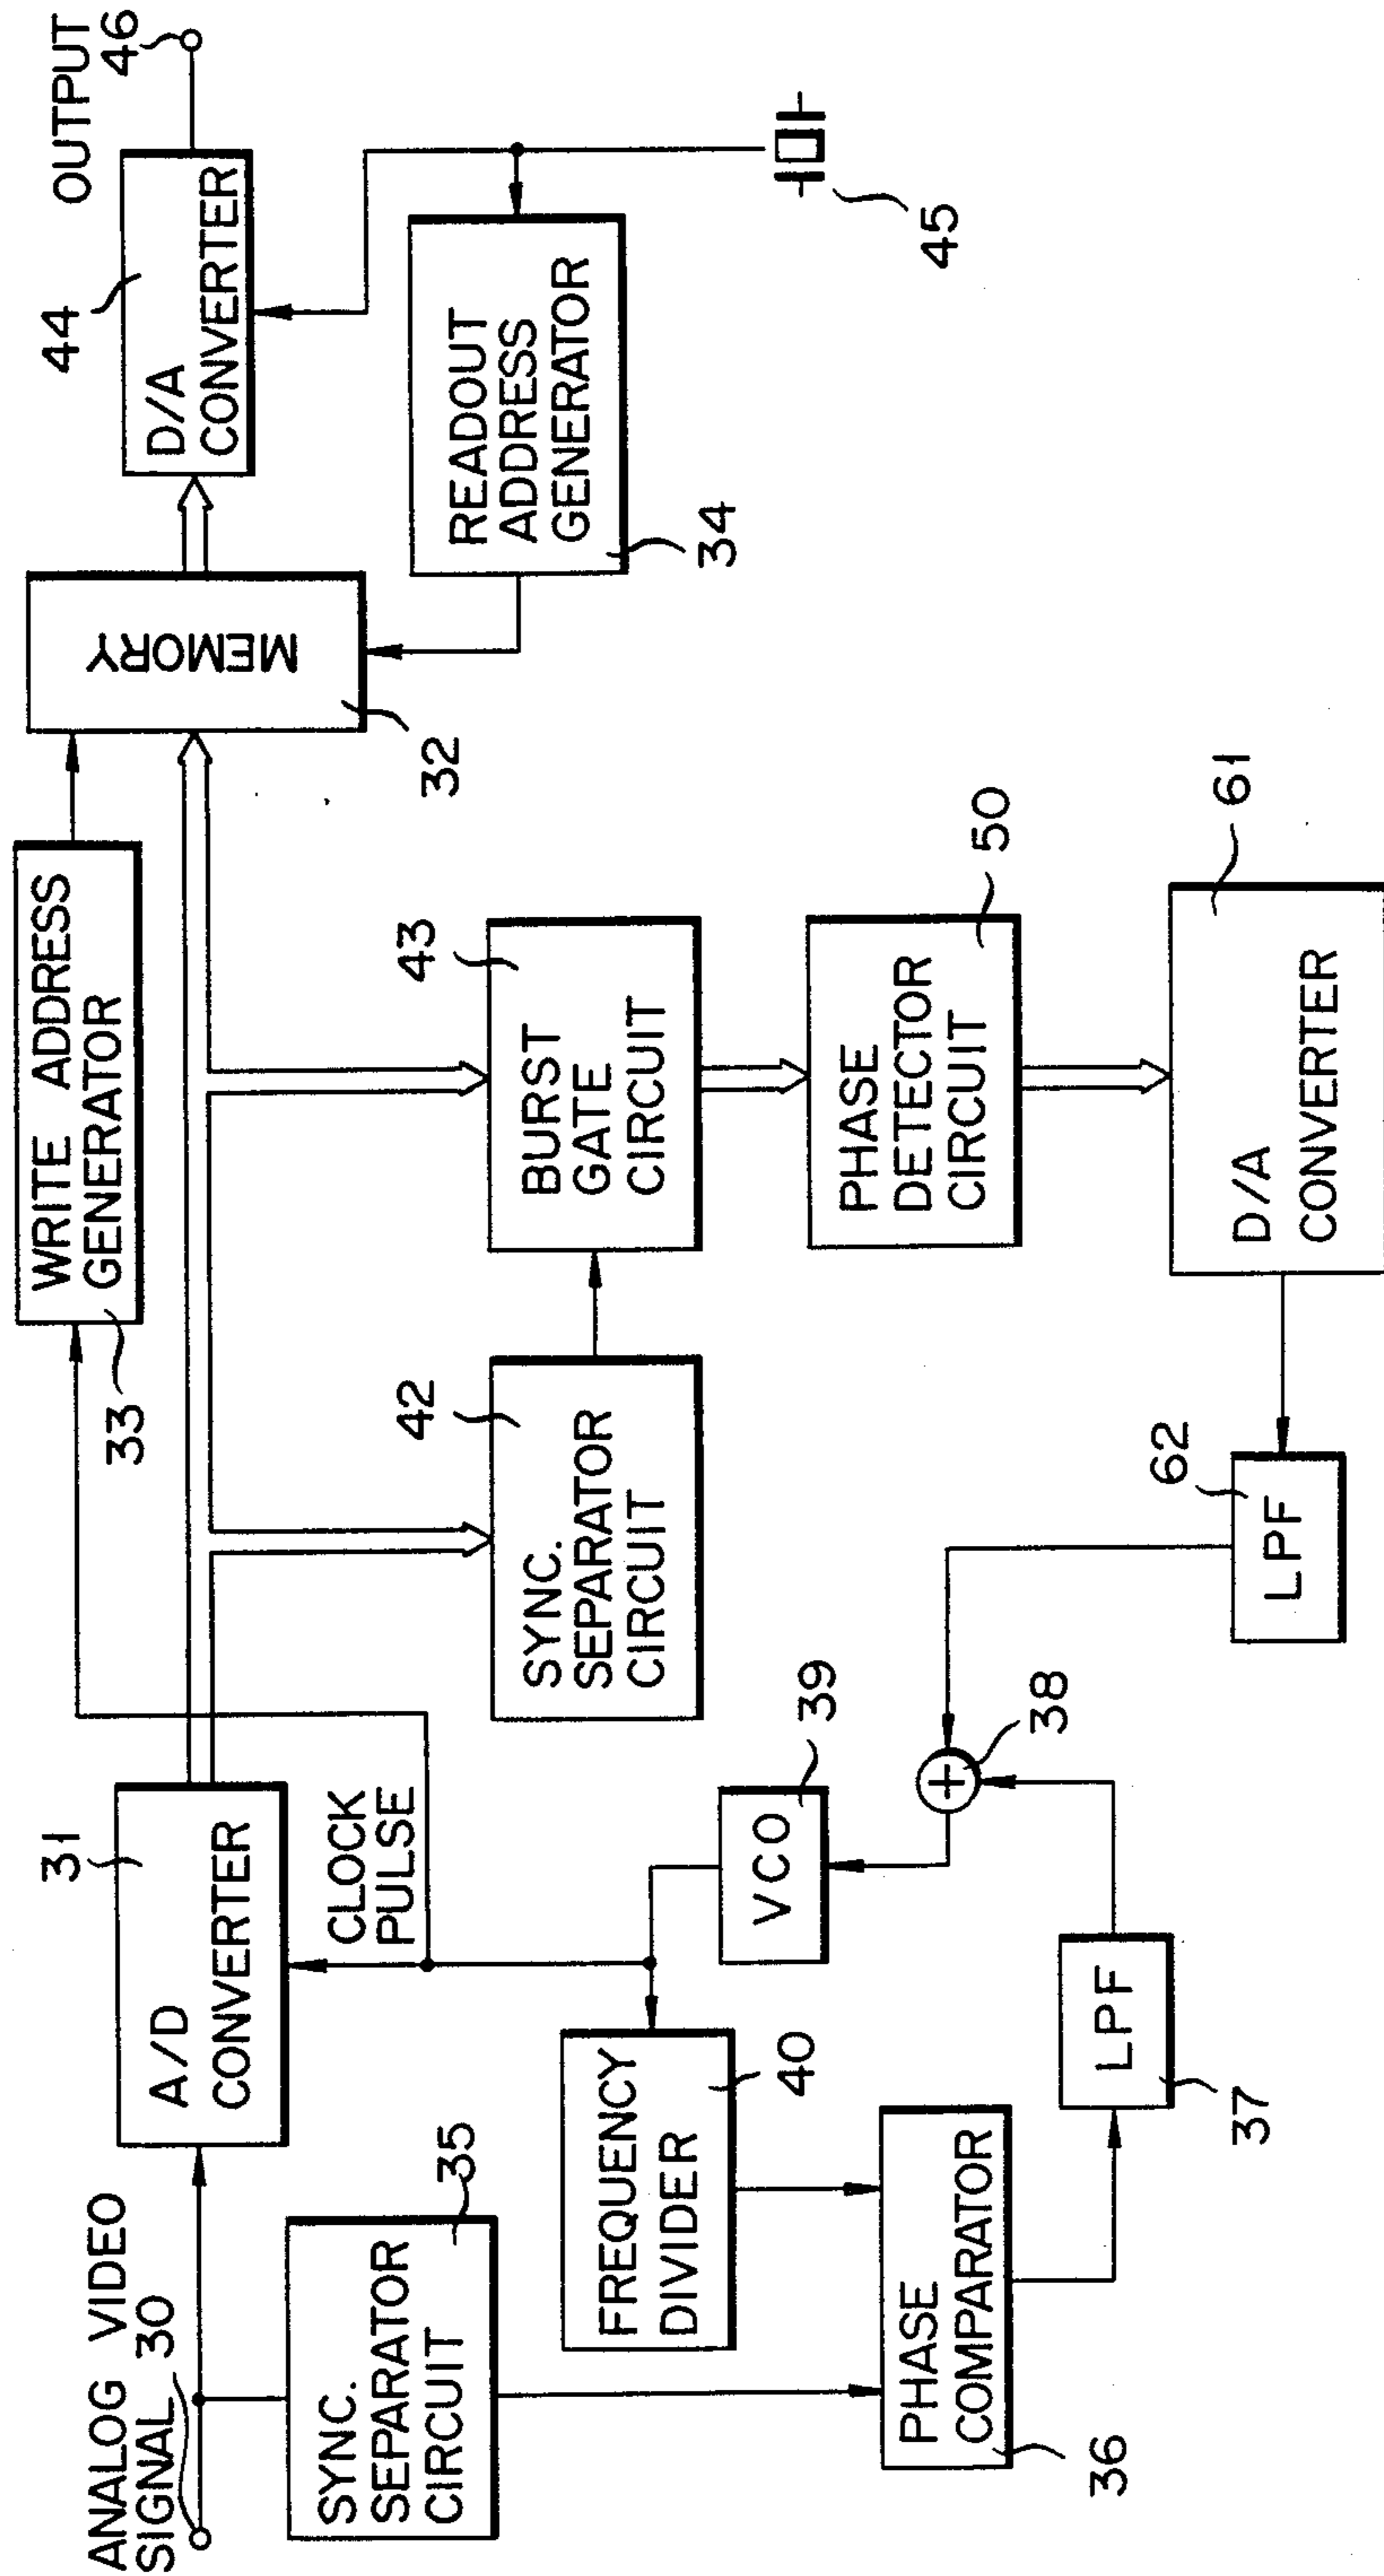 ANALOG VIDEO
SIGNAL 30
31
A/D
CONVERTER
35
SYNC.
SEPARATOR
CIRCUIT
CLOCK
PULSE
33
WRITE ADDRESS
GENERATOR
MEMORY
32
44
D/A
CONVERTER
OUTPUT
46
READOUT
ADDRESS
GENERATOR
34
45
42
SYNC.
SEPARATOR
CIRCUIT
43
BURST
GATE
CIRCUIT
FREQUENCY
DIVIDER
40
VCO
39
PHASE
DETECTOR
CIRCUIT
50
PHASE
COMPARATOR
36
LPF
37
38
LPF
62
D/A
CONVERTER
61